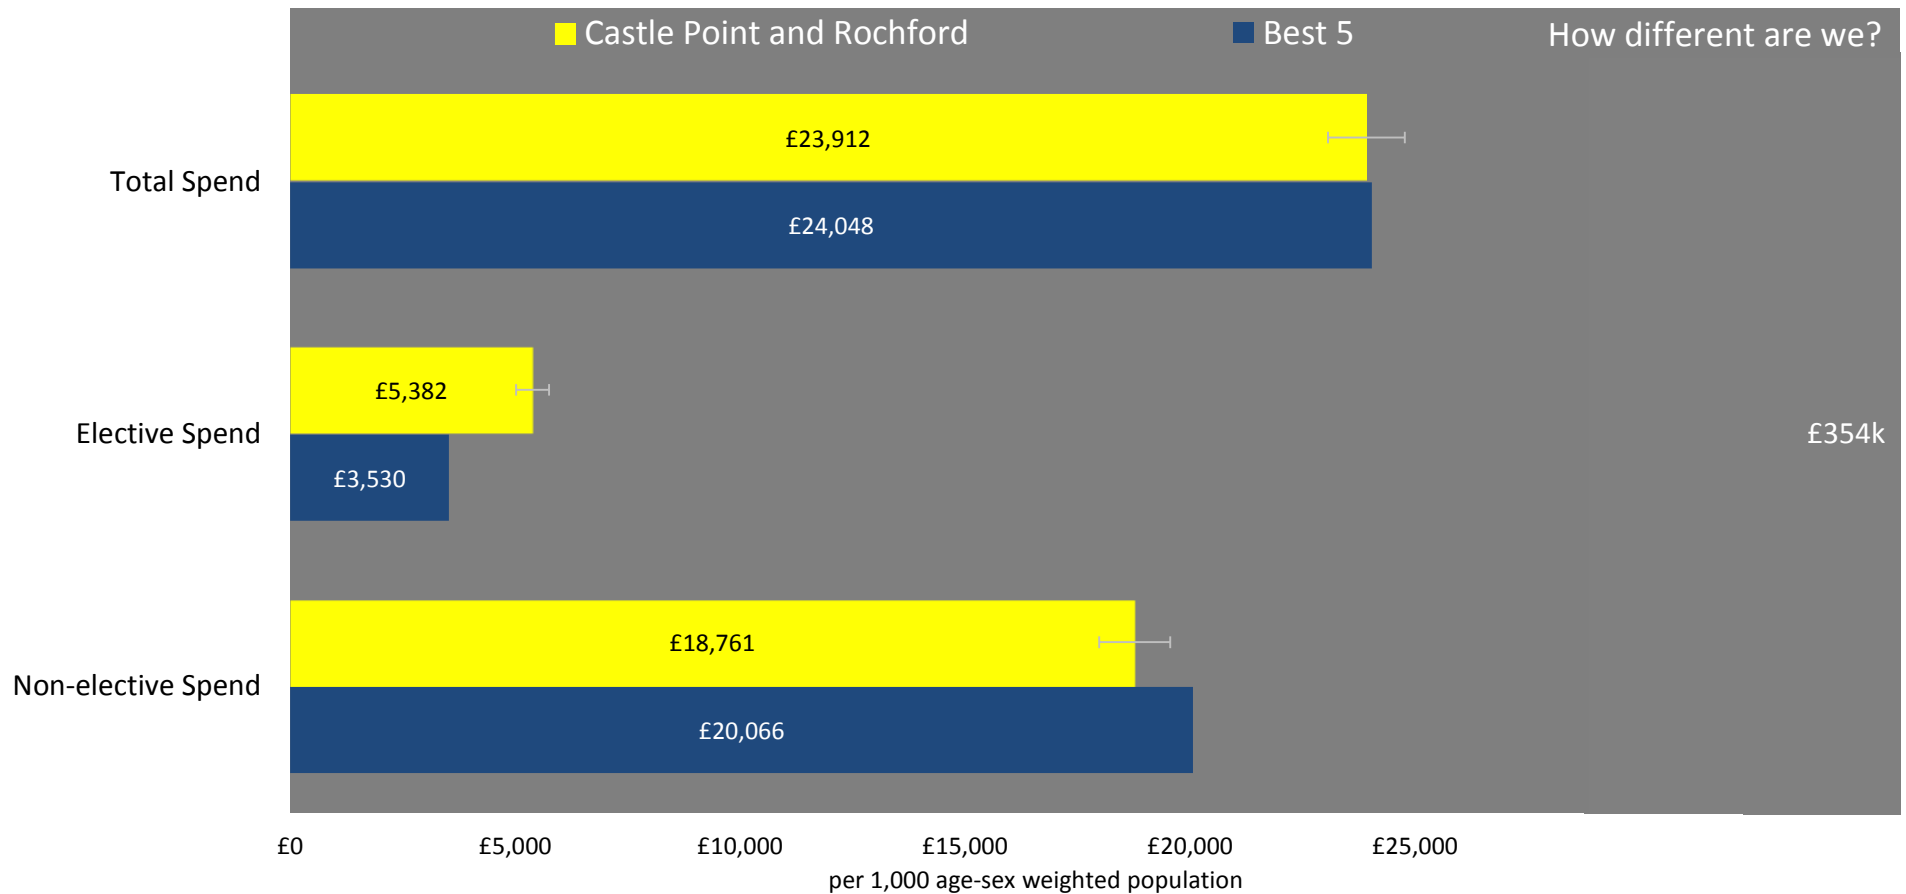 Castle Point and Rochford
Best 5
How different are we?
Total Spend
£23,912
£24,048
Elective Spend
£5,382
£3,530
£354k
Non-elective Spend
£18,761
£20,066
£0 £5,000 £10,000 £15,000 £20,000 £25,000
per 1,000 age-sex weighted population